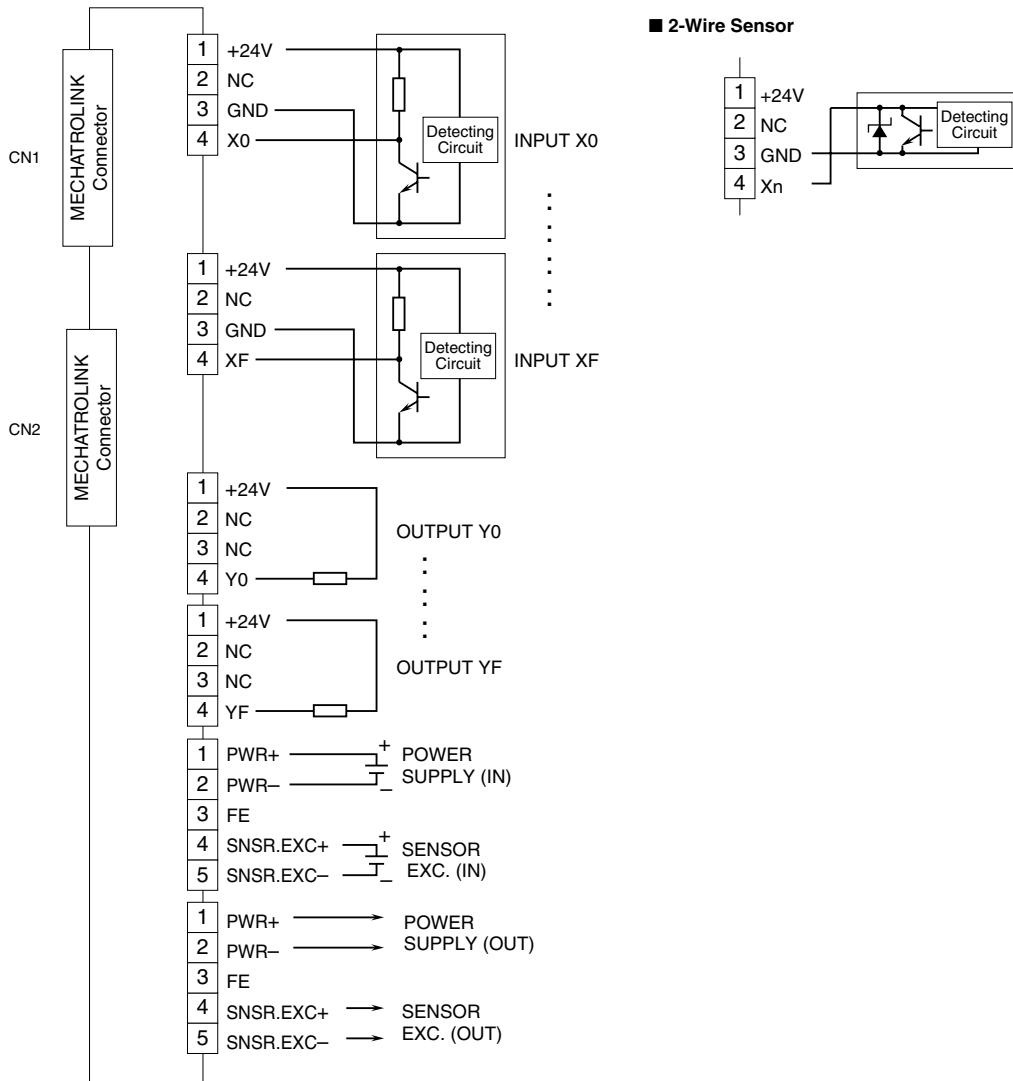 CN1
MECHATROLINK
Connector
1 +24V
2 NC
3 GND
4 X0
Detecting
Circuit
INPUT X0
1 +24V
2 NC
3 GND
4 XF
Detecting
Circuit
INPUT XF
CN2
MECHATROLINK
Connector
1 +24V
2 NC
3 NC
4 Y0
OUTPUT Y0
1 +24V
2 NC
3 NC
4 YF
OUTPUT YF
1 PWR+
2 PWR–
3 FE
4 SNSR.EXC+
5 SNSR.EXC–
+
–
POWER
SUPPLY (IN)
+
–
SENSOR
EXC. (IN)
1 PWR+
2 PWR–
3 FE
4 SNSR.EXC+
5 SNSR.EXC–
POWER
SUPPLY (OUT)
SENSOR
EXC. (OUT)
■ 2-Wire Sensor
1 +24V
2 NC
3 GND
4 Xn
Detecting
Circuit